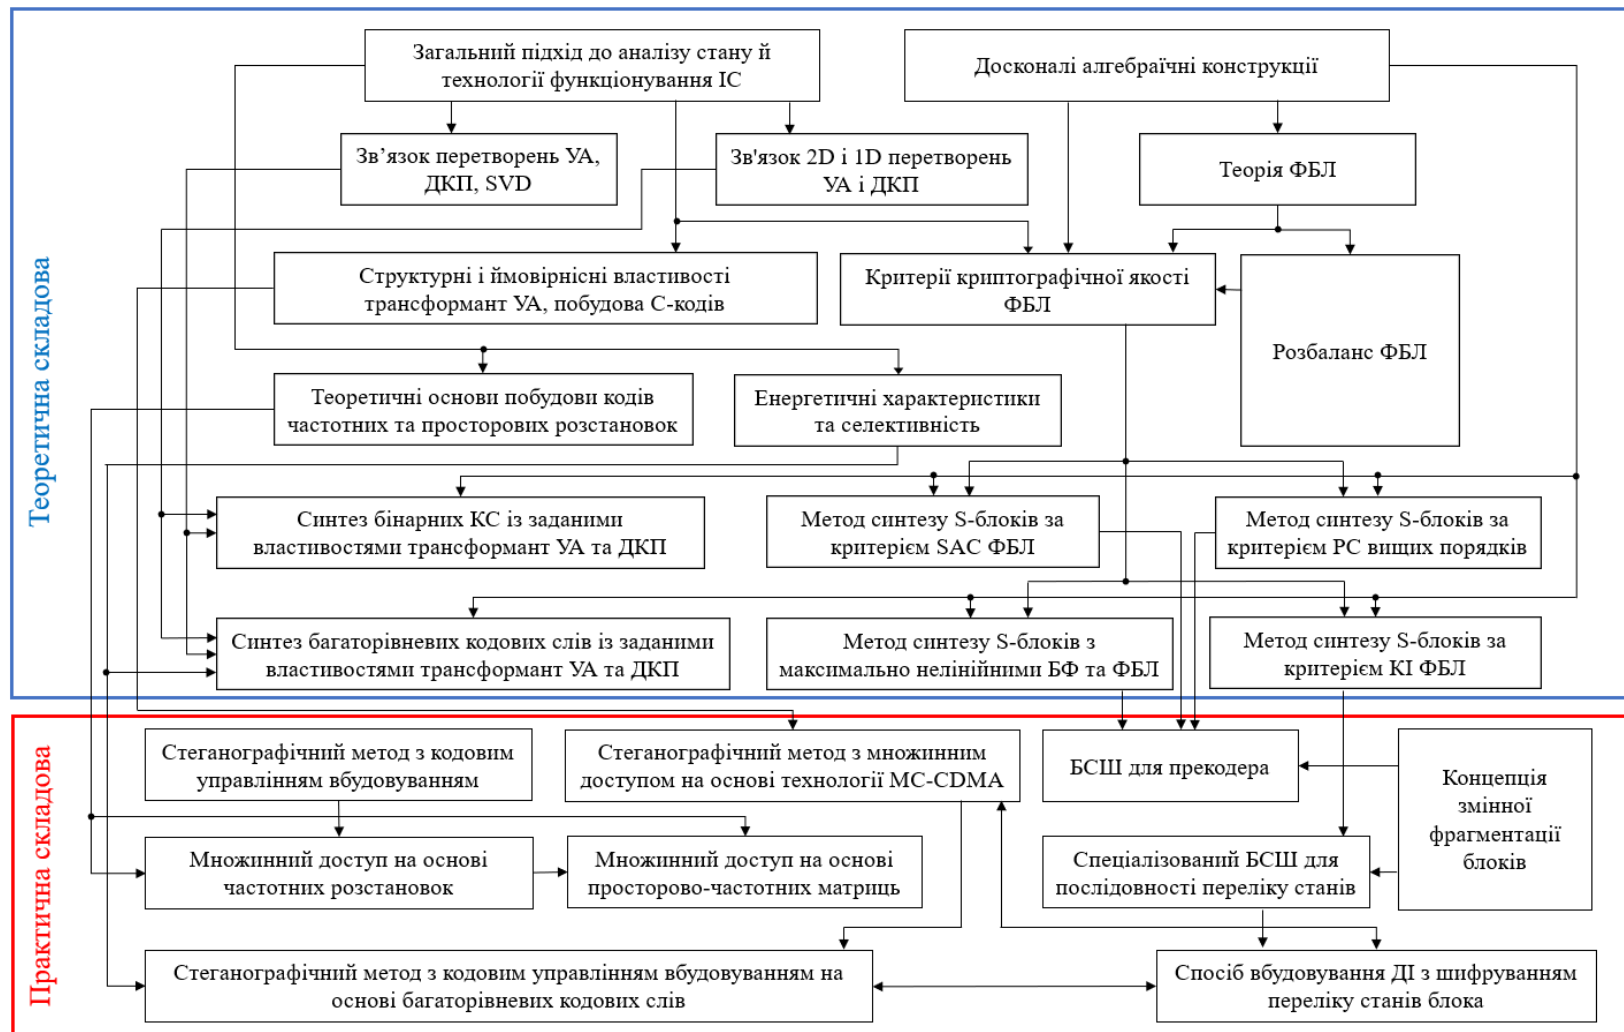 Теоретична складова
Загальний підхід до аналізу стану й
технології функціонування ІС
Досконалі алгебраїчні конструкції
Зв’язок перетворень УА,
ДКП, SVD
Зв'язок 2D і 1D перетворень
УА і ДКП
Теорія ФБЛ
Структурні і ймовірнісні властивості
трансформант УА, побудова С-кодів
Критерії криптографічної якості
ФБЛ
Розбаланс ФБЛ
Теоретичні основи побудови кодів
частотних та просторових розстановок
Енергетичні характеристики
та селективність
Синтез бінарних КС із заданими
властивостями трансформант УА та ДКП
Метод синтезу S-блоків за
критерієм SAC ФБЛ
Метод синтезу S-блоків за
критерієм PC вищих порядків
Синтез багаторівневих кодових слів із заданими
властивостями трансформант УА та ДКП
Метод синтезу S-блоків з
максимально нелінійними БФ та ФБЛ
Метод синтезу S-блоків за
критерієм КІ ФБЛ
Практична складова
Стеганографічний метод з кодовим
управлінням вбудовуванням
Стеганографічний метод з множинним
доступом на основі технології MC-CDMA
БСШ для прекодера
Концепція
змінної
фрагментації
блоків
Множинний доступ на основі
частотних розстановок
Множинний доступ на основі
просторово-частотних матриць
Спеціалізований БСШ для
послідовності переліку станів
Стеганографічний метод з кодовим управлінням вбудовуванням на
основі багаторівневих кодових слів
Спосіб вбудовування ДІ з шифруванням
переліку станів блока